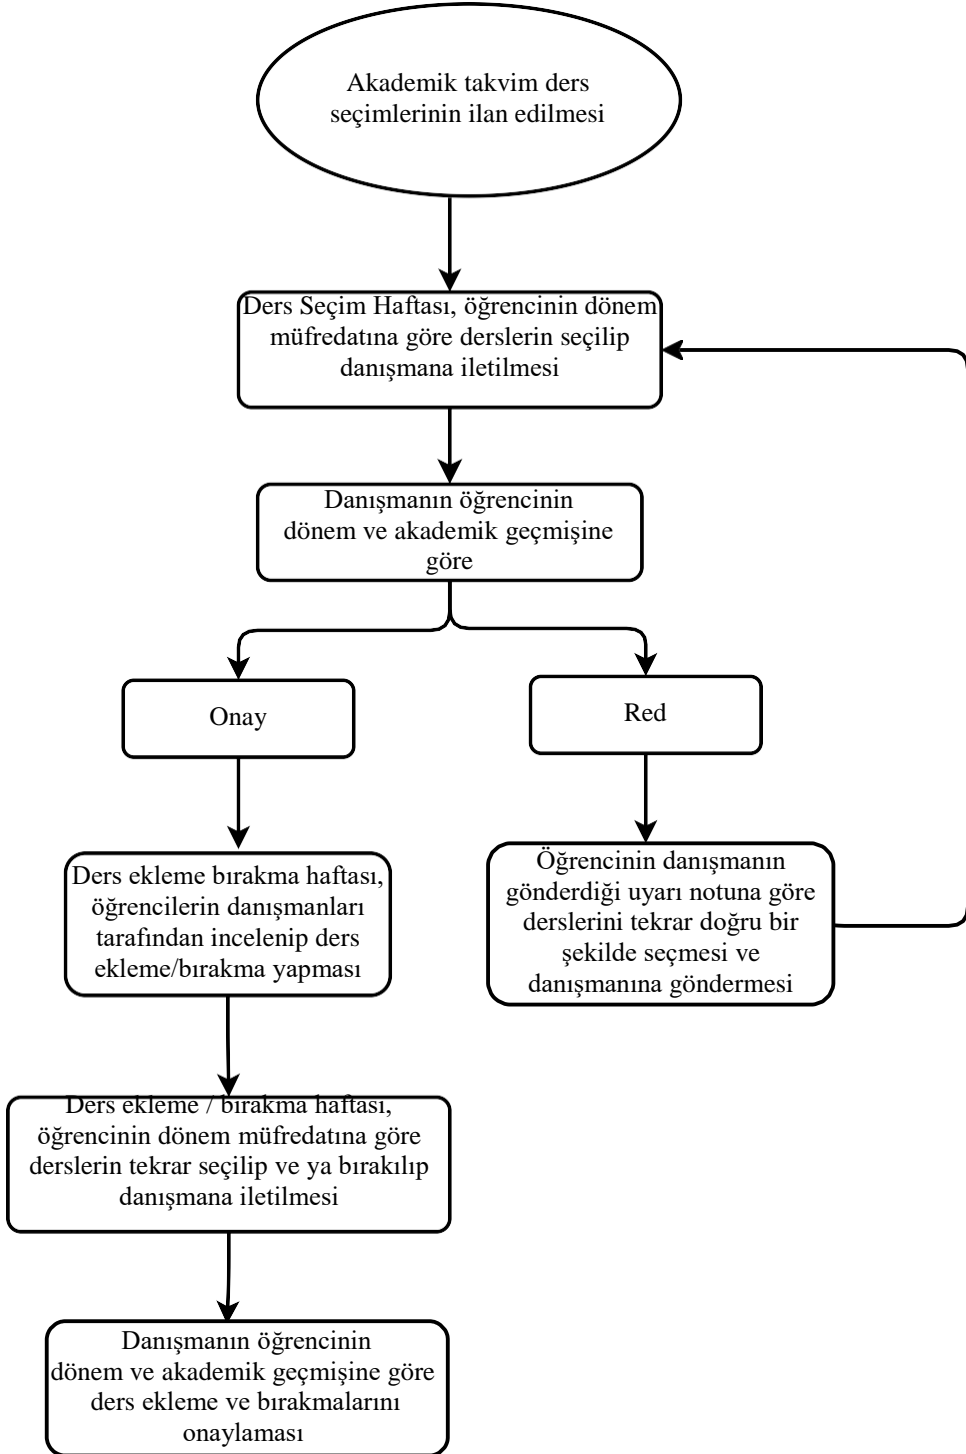 Akademik takvim ders
seçimlerinin ilan edilmesi
Ders Seçim Haftası, öğrencinin dönem
müfredatına göre derslerin seçilip
danışmana iletilmesi
Danışmanın öğrencinin
dönem ve akademik geçmişine
göre
Onay
Red
Ders ekleme bırakma haftası,
öğrencilerin danışmanları
tarafından incelenip ders
ekleme/bırakma yapması
Öğrencinin danışmanın
gönderdiği uyarı notuna göre
derslerini tekrar doğru bir
şekilde seçmesi ve
danışmanına göndermesi
Ders ekleme / bırakma haftası,
öğrencinin dönem müfredatına göre
derslerin tekrar seçilip ve ya bırakılıp
danışmana iletilmesi
Danışmanın öğrencinin
dönem ve akademik geçmişine göre
ders ekleme ve bırakmalarını
onaylaması